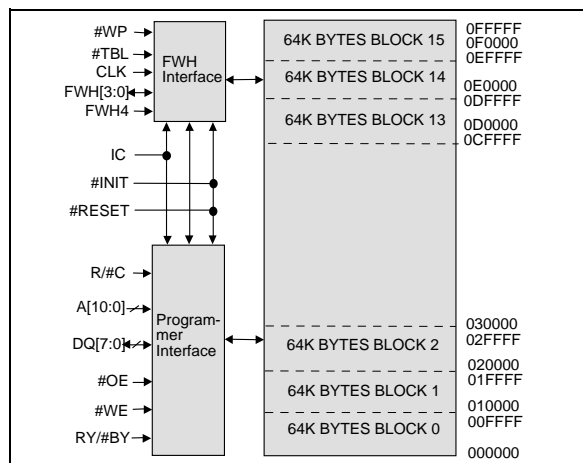 #WP
#TBL
CLK
FWH[3:0]
FWH4
FWH
Interface
IC
#INIT
#RESET
R/#C
A[10:0]
DQ[7:0]
#OE
#WE
RY/#BY
Program-
mer
Interface
64K BYTES BLOCK 15
64K BYTES BLOCK 14
64K BYTES BLOCK 13
64K BYTES BLOCK 2
64K BYTES BLOCK 1
64K BYTES BLOCK 0
0FFFFF
0F0000
0EFFFF
0E0000
0DFFFF
0D0000
0CFFFF
030000
02FFFF
020000
01FFFF
010000
00FFFF
000000